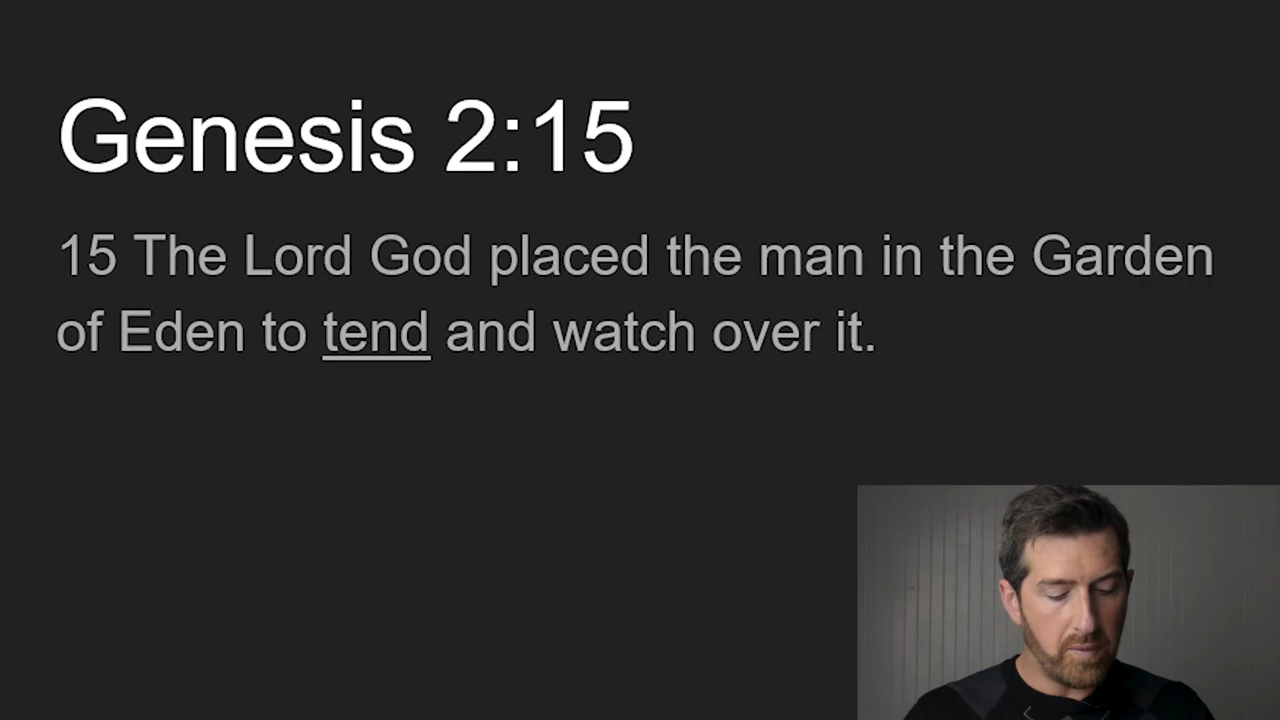 Genesis 2:15
15 The Lord God placed the man in the Garden
of Eden to tend and watch over it.